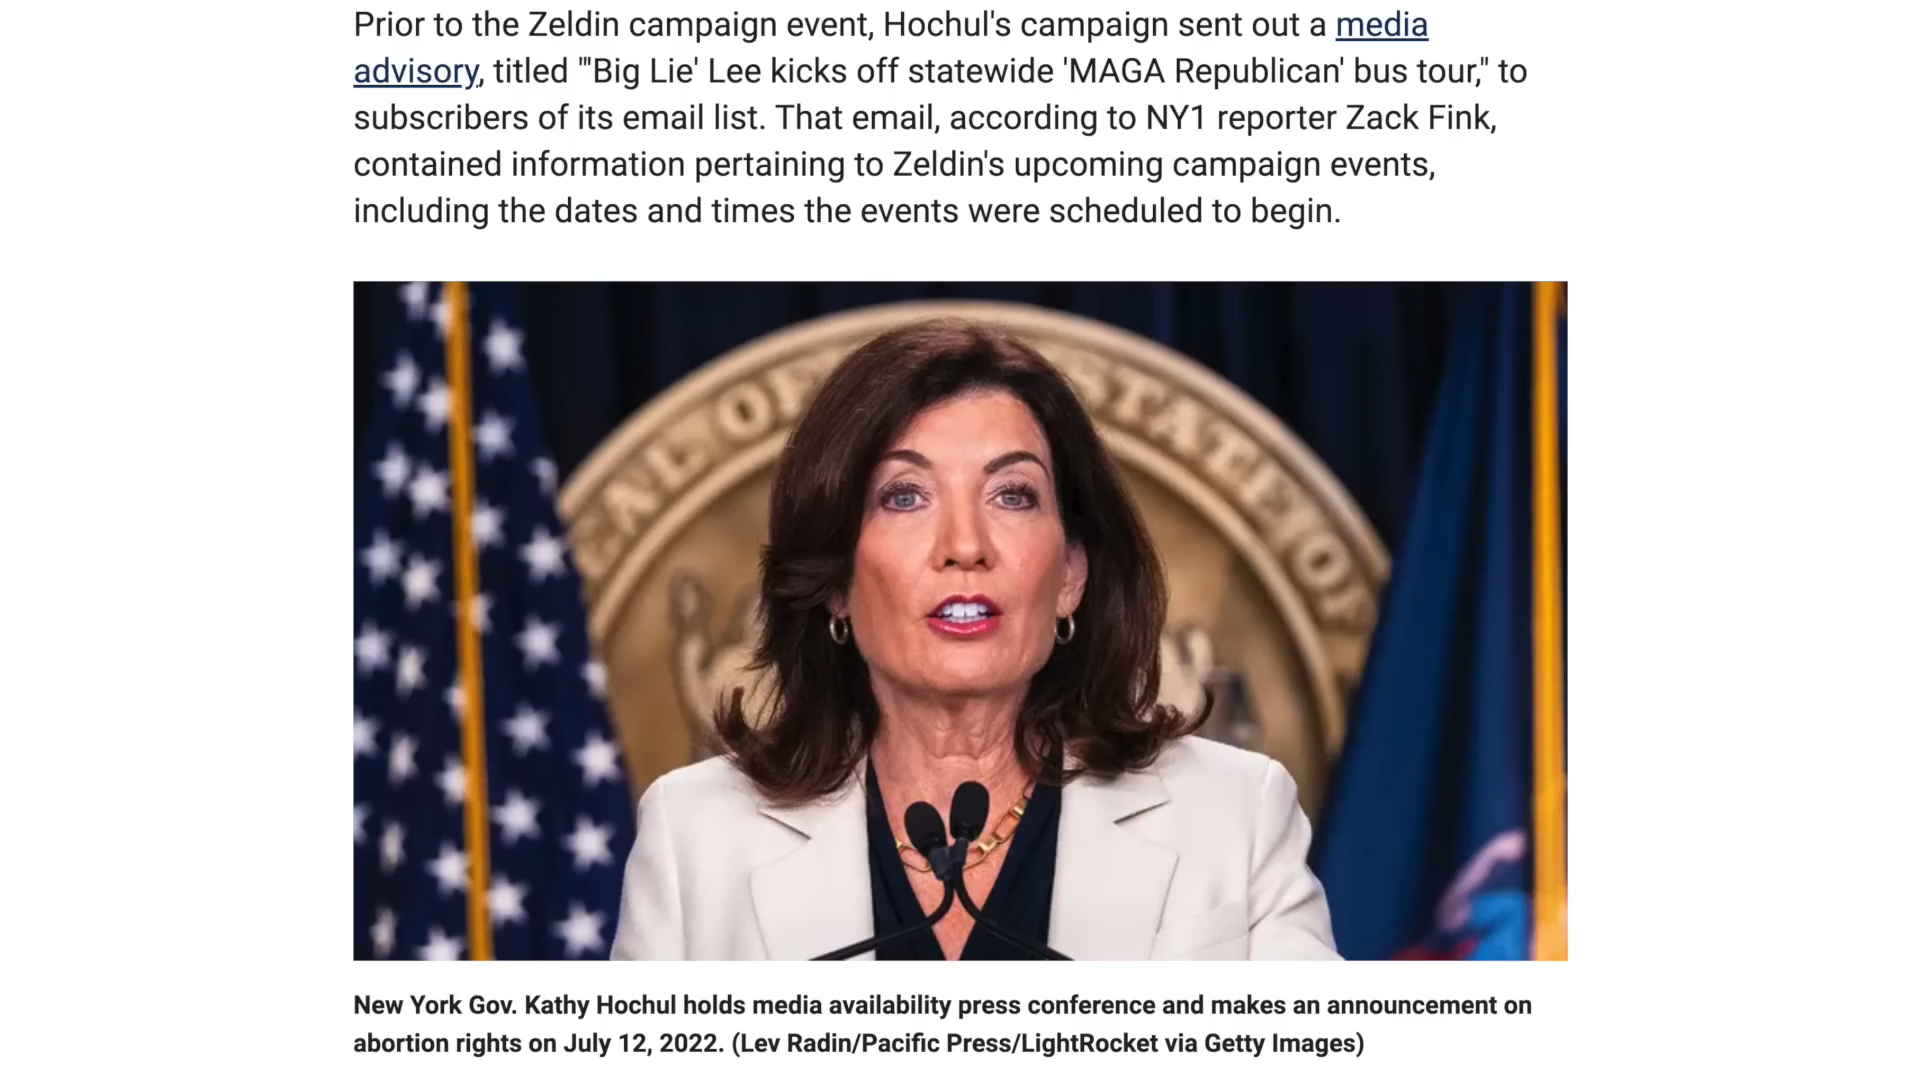 Prior to the Zeldin campaign event, Hochul's campaign sent out a media
advisory, titled "'Big Lie' Lee kicks off statewide 'MAGA Republican' bus tour," to
subscribers of its email list. That email, according to NY1 reporter Zack Fink,
contained information pertaining to Zeldin's upcoming campaign events,
including the dates and times the events were scheduled to begin.
SEAL OF STATE OF
New York Gov. Kathy Hochul holds media availability press conference and makes an announcement on
abortion rights on July 12, 2022. (Lev Radin/Pacific Press/LightRocket via Getty Images)